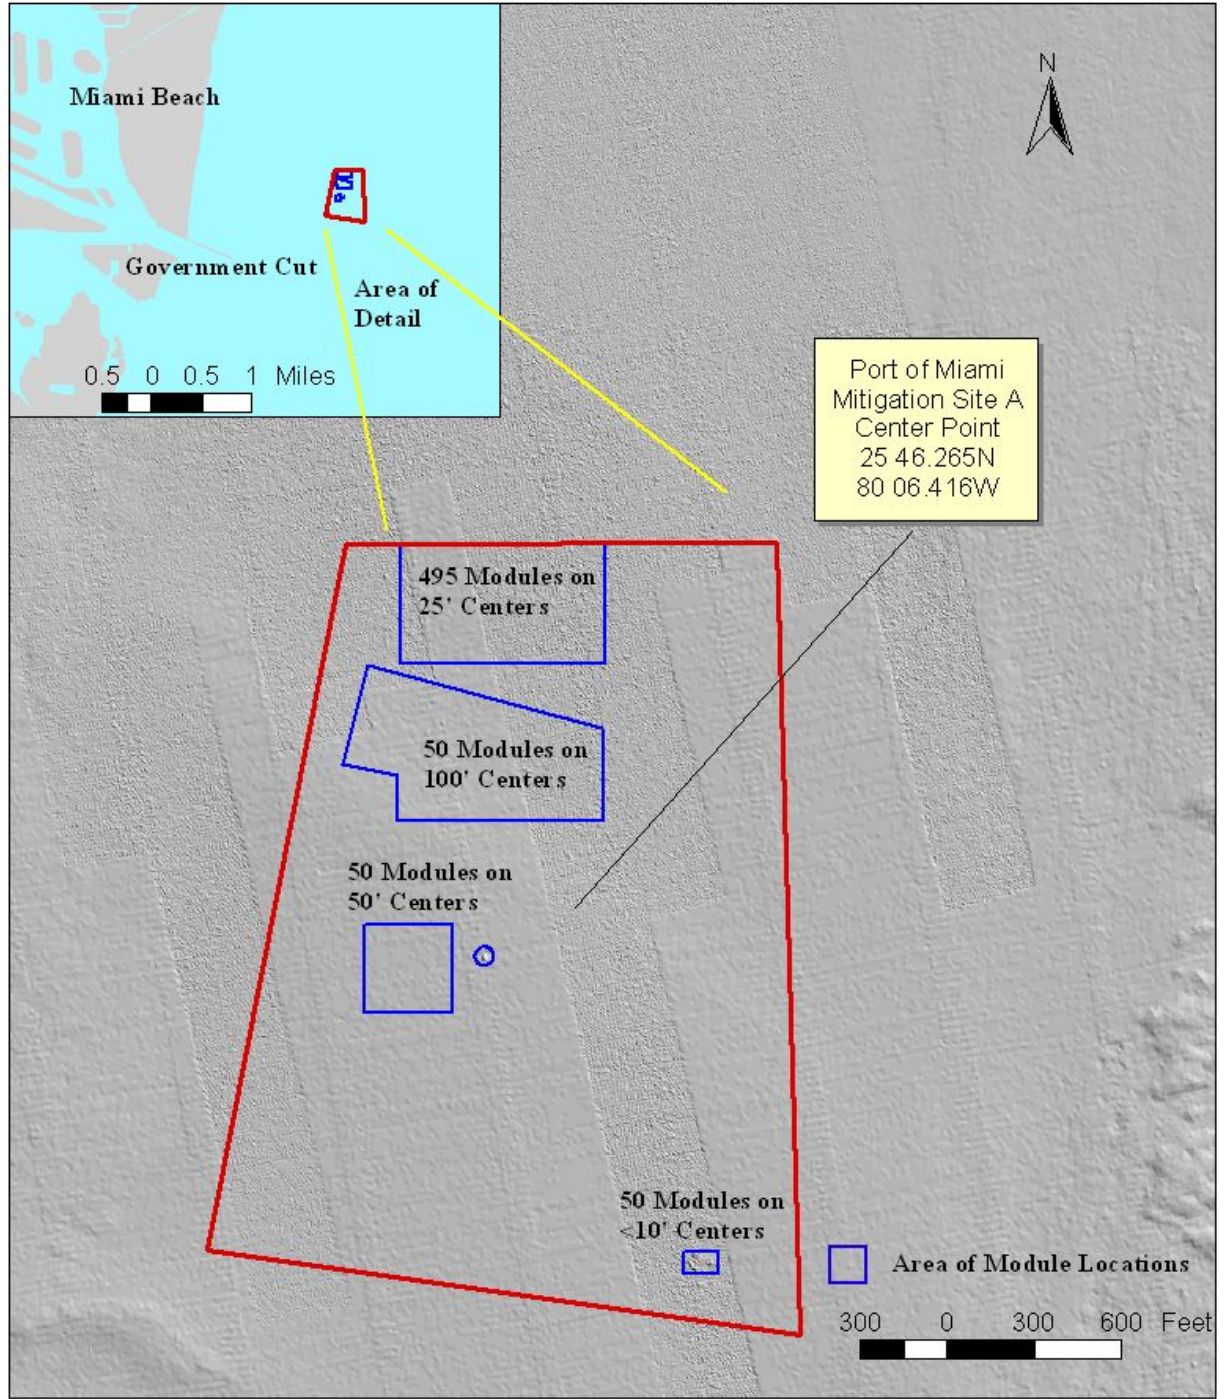 Miami Beach
Government Cut
Area of
Detail
0.5 0 0.5 1 Miles
N
Port of Miami
Mitigation Site A
Center Point
25 46.265N
80 06.416W
495 Modules on
25' Centers
50 Modules on
100' Centers
50 Modules on
50' Centers
50 Modules on
<10' Centers
Area of Module Locations
300 0 300 600 Feet